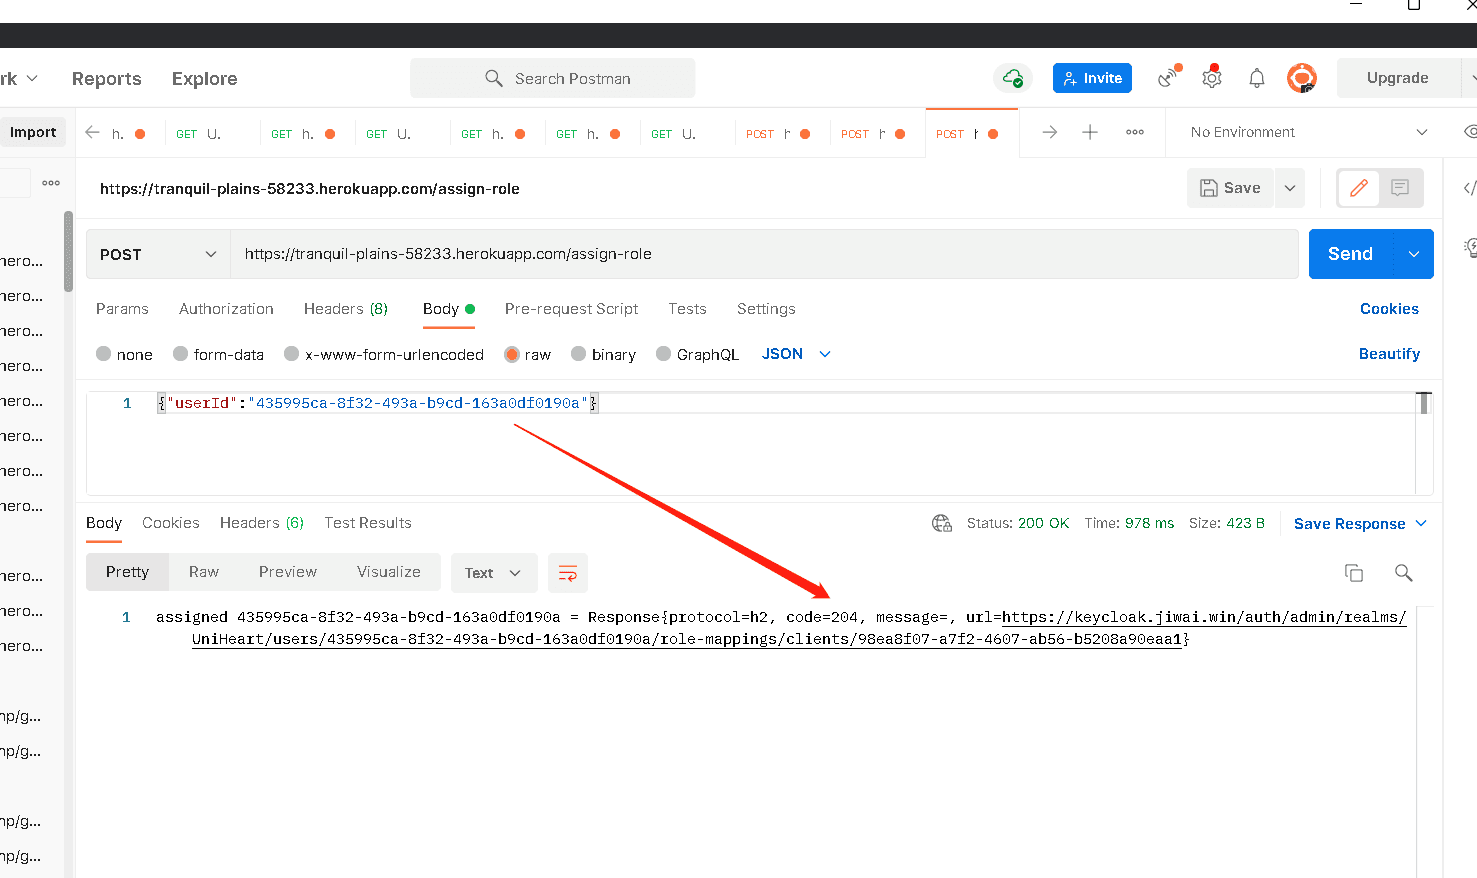 rk Reports Explore Search Postman Invite Upgrade
Import h. GET U. GET h. GET U. GET h. GET h. GET U. POST h POST h POST h No Environment
https://tranquil-plains-58233.herokuapp.com/assign-role Save
POST https://tranquil-plains-58233.herokuapp.com/assign-role Send
Params Authorization Headers (8) Body Pre-request Script Tests Settings Cookies
none form-data x-www-form-urlencoded raw binary GraphQL JSON Beautify
1 {"userId":"435995ca-8f32-493a-b9cd-163a0df0190a"}
Body Cookies Headers (6) Test Results Status: 200 OK Time: 978 ms Size: 423 B Save Response
Pretty Raw Preview Visualize Text
1 assigned 435995ca-8f32-493a-b9cd-163a0df0190a = Response{protocol=h2, code=204, message=, url=https://keycloak.jiwai.win/auth/admin/realms/
UniHeart/users/435995ca-8f32-493a-b9cd-163a0df0190a/role-mappings/clients/98ea8f07-a7f2-4607-ab56-b5208a90eaa1}
hero...
hero...
hero...
hero...
hero...
hero...
hero...
hero...
hero...
hero...
hero...
np/g...
np/g...
np/g...
np/g...